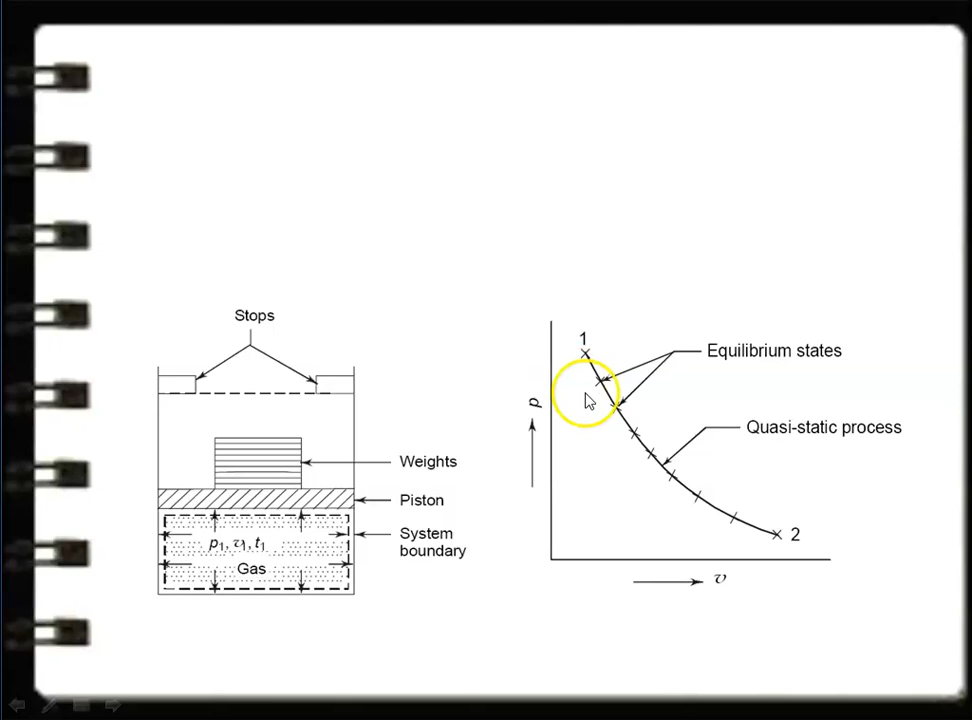 Stops
Weights
Piston
System
boundary
p1, v1, t1
Gas
1
Equilibrium states
Quasi-static process
2
p
v